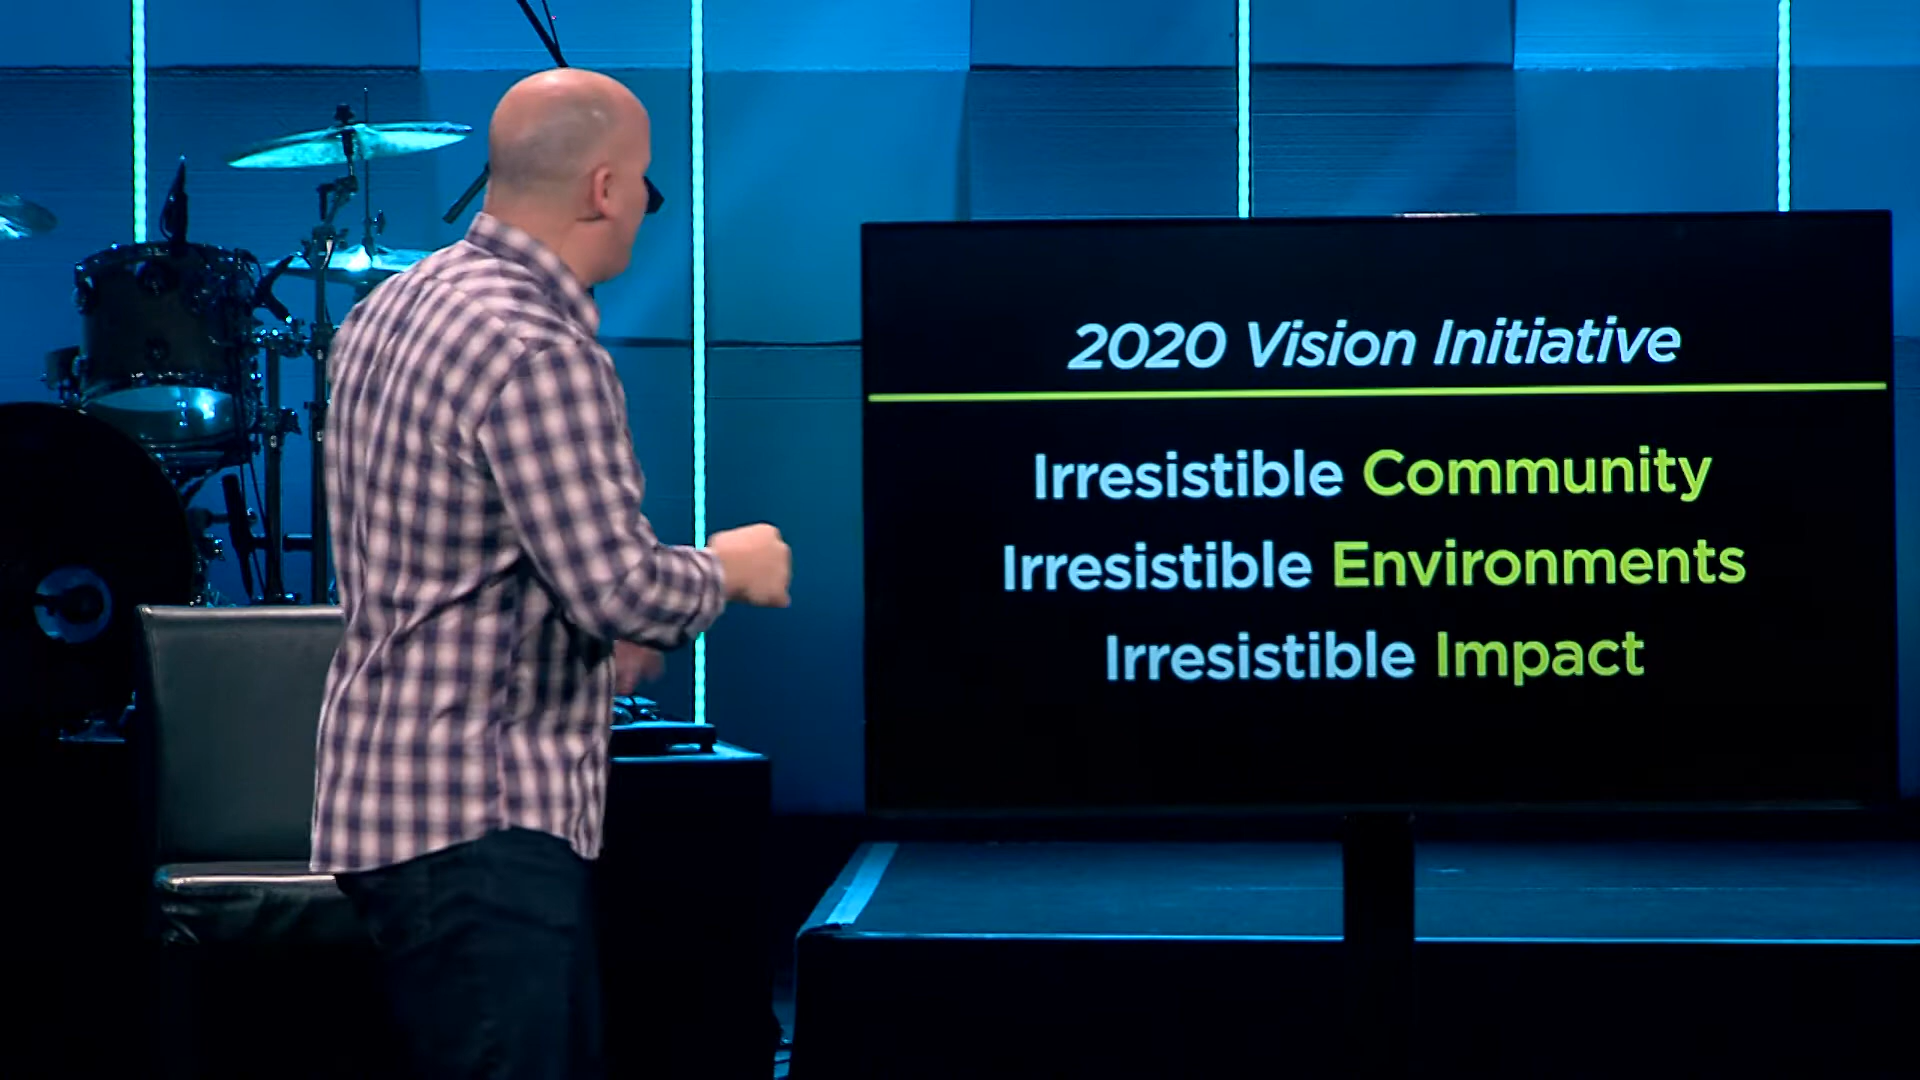 2020 Vision Initiative
Irresistible Community
Irresistible Environments
Irresistible Impact